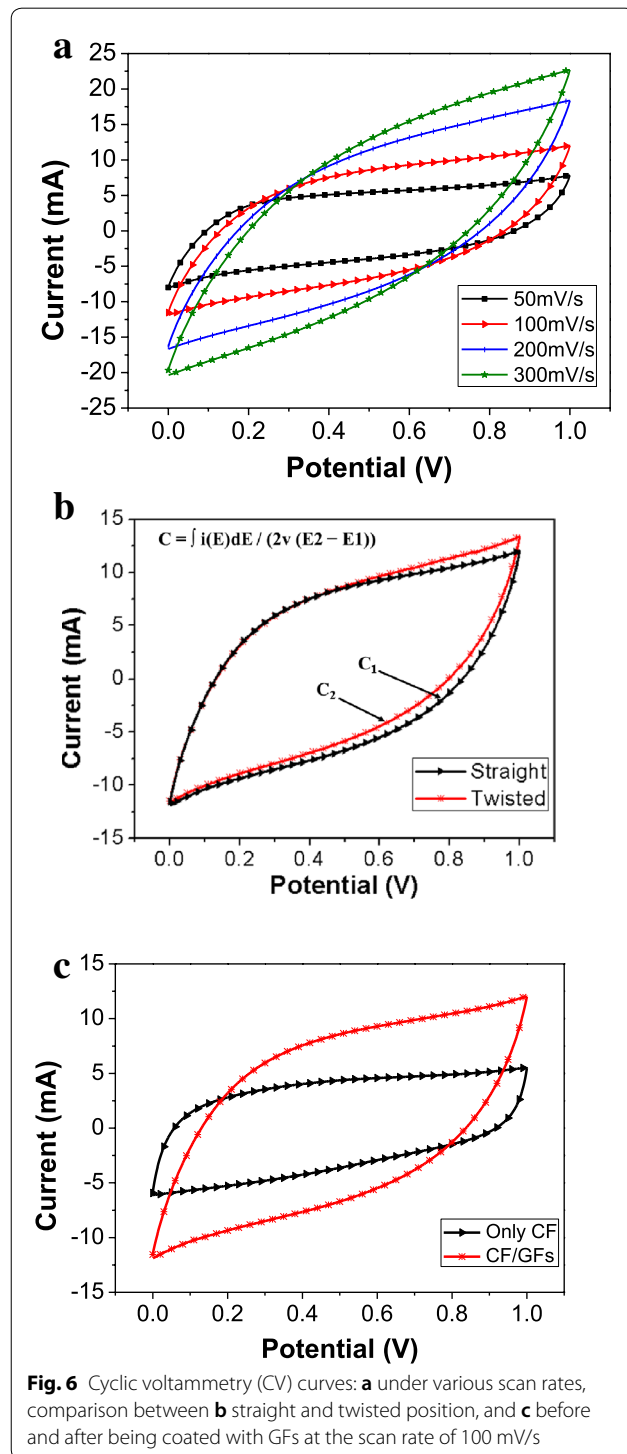 a
25
20
15
10
5
0
-5
-10
-15
-20
-25
Current (mA)
50mV/s
100mV/s
200mV/s
300mV/s
0.0 0.2 0.4 0.6 0.8 1.0
Potential (V)
b
15
10
5
0
-5
-10
-15
Current (mA)
C = ∫ i(E)dE / (2v (E2 − E1))
C₁
C₂
Straight
Twisted
0.0 0.2 0.4 0.6 0.8 1.0
Potential (V)
c
15
10
5
0
-5
-10
-15
Current (mA)
Only CF
CF/GFs
0.0 0.2 0.4 0.6 0.8 1.0
Potential (V)
Fig. 6 Cyclic voltammetry (CV) curves: a under various scan rates,
comparison between b straight and twisted position, and c before
and after being coated with GFs at the scan rate of 100 mV/s